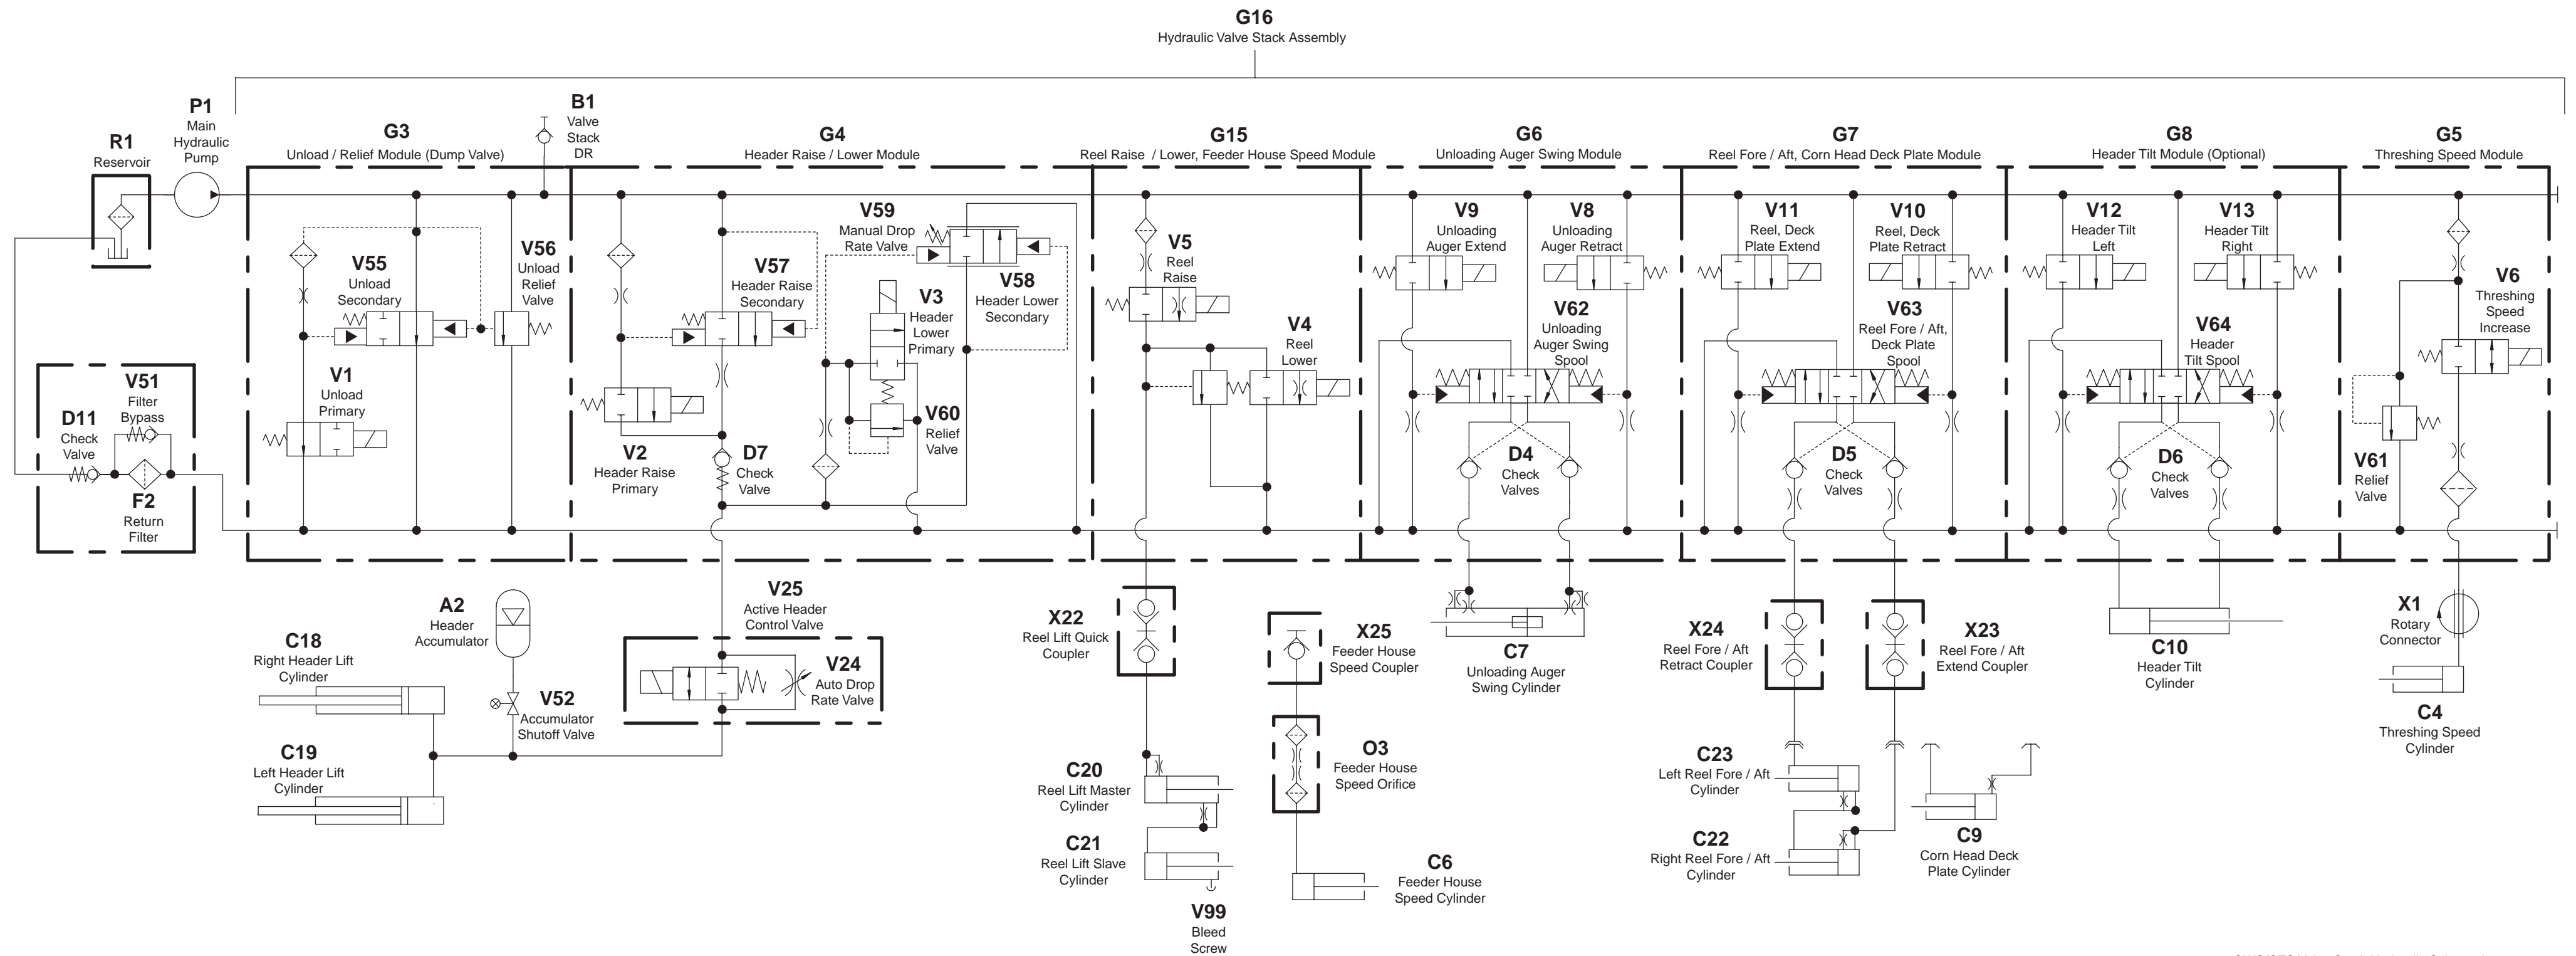 G16
Hydraulic Valve Stack Assembly
P1
Main
Hydraulic
Pump
R1
Reservoir
B1
Valve
Stack
DR
G3
Unload / Relief Module (Dump Valve)
G4
Header Raise / Lower Module
G15
Reel Raise / Lower, Feeder House Speed Module
G6
Unloading Auger Swing Module
G7
Reel Fore / Aft, Corn Head Deck Plate Module
G8
Header Tilt Module (Optional)
G5
Threshing Speed Module
V55
Unload
Secondary
V56
Unload
Relief
Valve
V1
Unload
Primary
V57
Header Raise
Secondary
V59
Manual Drop
Rate Valve
V3
Header
Lower
Primary
V58
Header Lower
Secondary
V60
Relief
Valve
V2
Header Raise
Primary
D7
Check
Valve
V5
Reel
Raise
V4
Reel
Lower
V9
Unloading
Auger Extend
V8
Unloading
Auger Retract
V62
Unloading
Auger Swing
Spool
D4
Check
Valves
V11
Reel, Deck
Plate Extend
V10
Reel, Deck
Plate Retract
V63
Reel Fore / Aft,
Deck Plate
Spool
D5
Check
Valves
V12
Header Tilt
Left
V13
Header Tilt
Right
V64
Header
Tilt Spool
D6
Check
Valves
V6
Threshing
Speed
Increase
V61
Relief
Valve
V51
Filter
Bypass
D11
Check
Valve
F2
Return
Filter
A2
Header
Accumulator
C18
Right Header Lift
Cylinder
V52
Accumulator
Shutoff Valve
C19
Left Header Lift
Cylinder
V25
Active Header
Control Valve
V24
Auto Drop
Rate Valve
X22
Reel Lift Quick
Coupler
X25
Feeder House
Speed Coupler
O3
Feeder House
Speed Orifice
C20
Reel Lift Master
Cylinder
C21
Reel Lift Slave
Cylinder
V99
Bleed
Screw
C6
Feeder House
Speed Cylinder
C7
Unloading Auger
Swing Cylinder
X24
Reel Fore / Aft
Retract Coupler
X23
Reel Fore / Aft
Extend Coupler
C23
Left Reel Fore / Aft
Cylinder
C22
Right Reel Fore / Aft
Cylinder
C9
Corn Head Deck
Plate Cylinder
C10
Header Tilt
Cylinder
X1
Rotary
Connector
C4
Threshing Speed
Cylinder